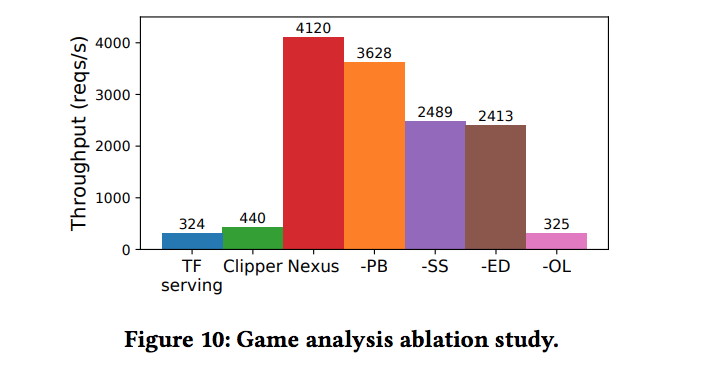 4120
4000
3628
3000
2489
2413
2000
1000
324
440
325
0
Throughput (reqs/s)
TF
serving
Clipper
Nexus
-PB
-SS
-ED
-OL
Figure 10: Game analysis ablation study.